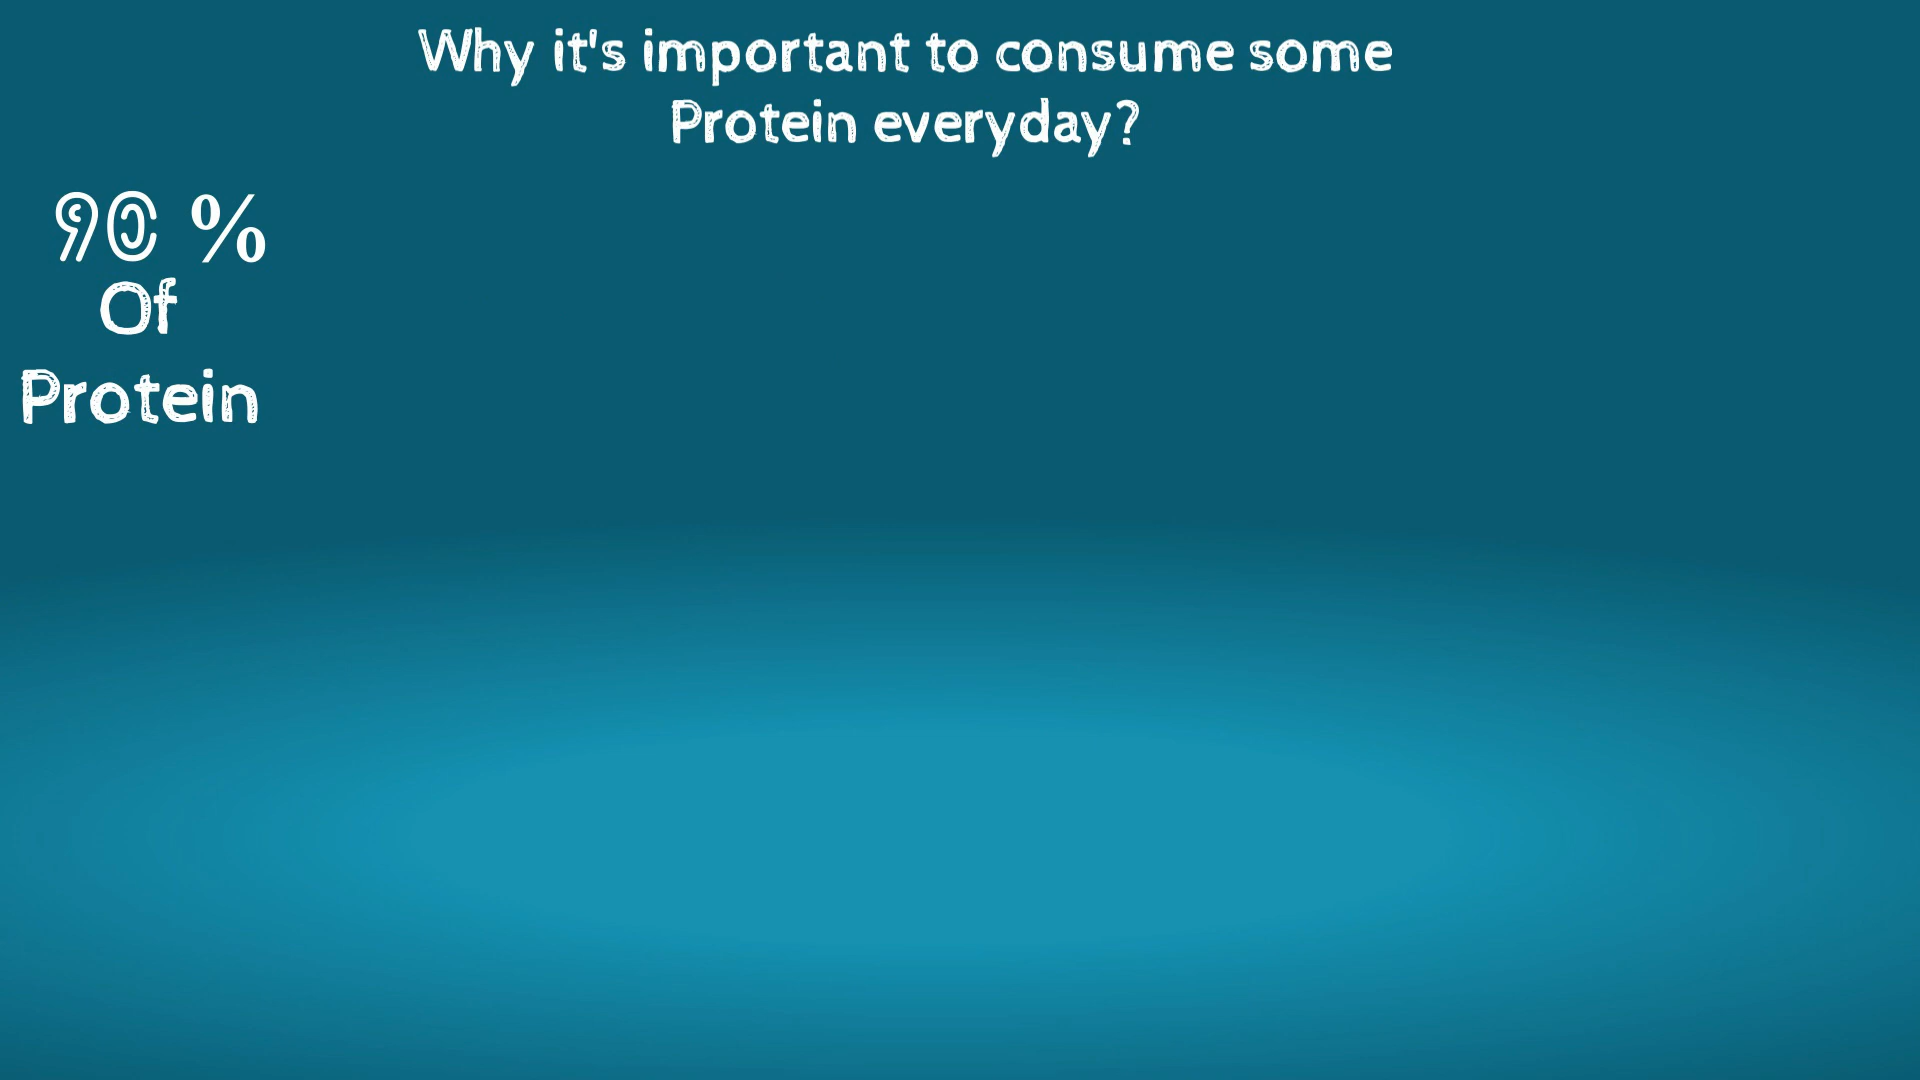 Why it's important to consume some
Protein everyday?
90 %
Of
Protein